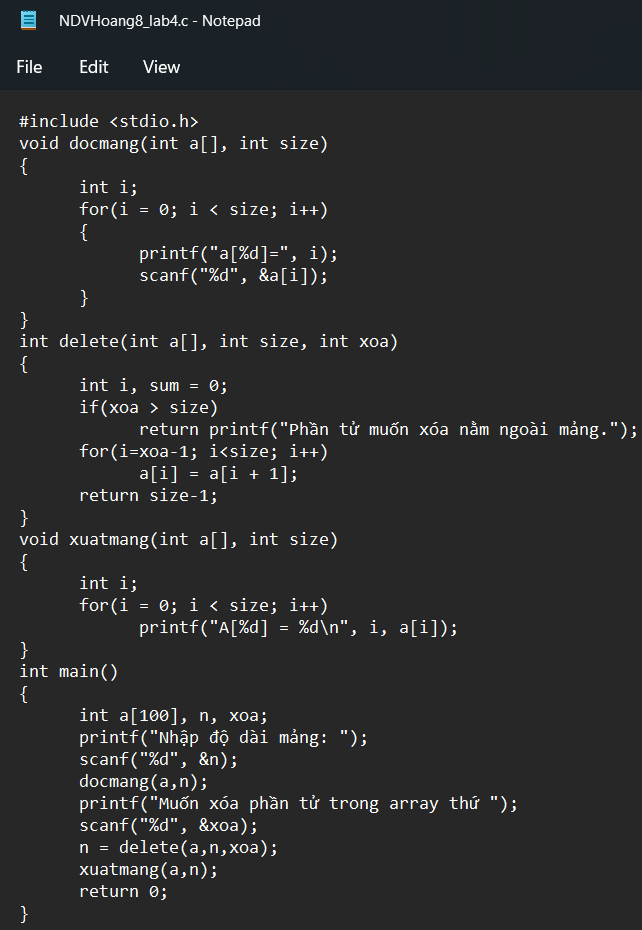 NDVHoang8_lab4.c - Notepad
File Edit View
#include <stdio.h>
void docmang(int a[], int size)
{
int i;
for(i = 0; i < size; i++)
{
printf("a[%d]=", i);
scanf("%d", &a[i]);
}
}
int delete(int a[], int size, int xoa)
{
int i, sum = 0;
if(xoa > size)
return printf("Phần tử muốn xóa nằm ngoài mảng.");
for(i=xoa-1; i<size; i++)
a[i] = a[i + 1];
return size-1;
}
void xuatmang(int a[], int size)
{
int i;
for(i = 0; i < size; i++)
printf("A[%d] = %d\n", i, a[i]);
}
int main()
{
int a[100], n, xoa;
printf("Nhập độ dài mảng: ");
scanf("%d", &n);
docmang(a,n);
printf("Muốn xóa phần tử trong array thứ ");
scanf("%d", &xoa);
n = delete(a,n,xoa);
xuatmang(a,n);
return 0;
}